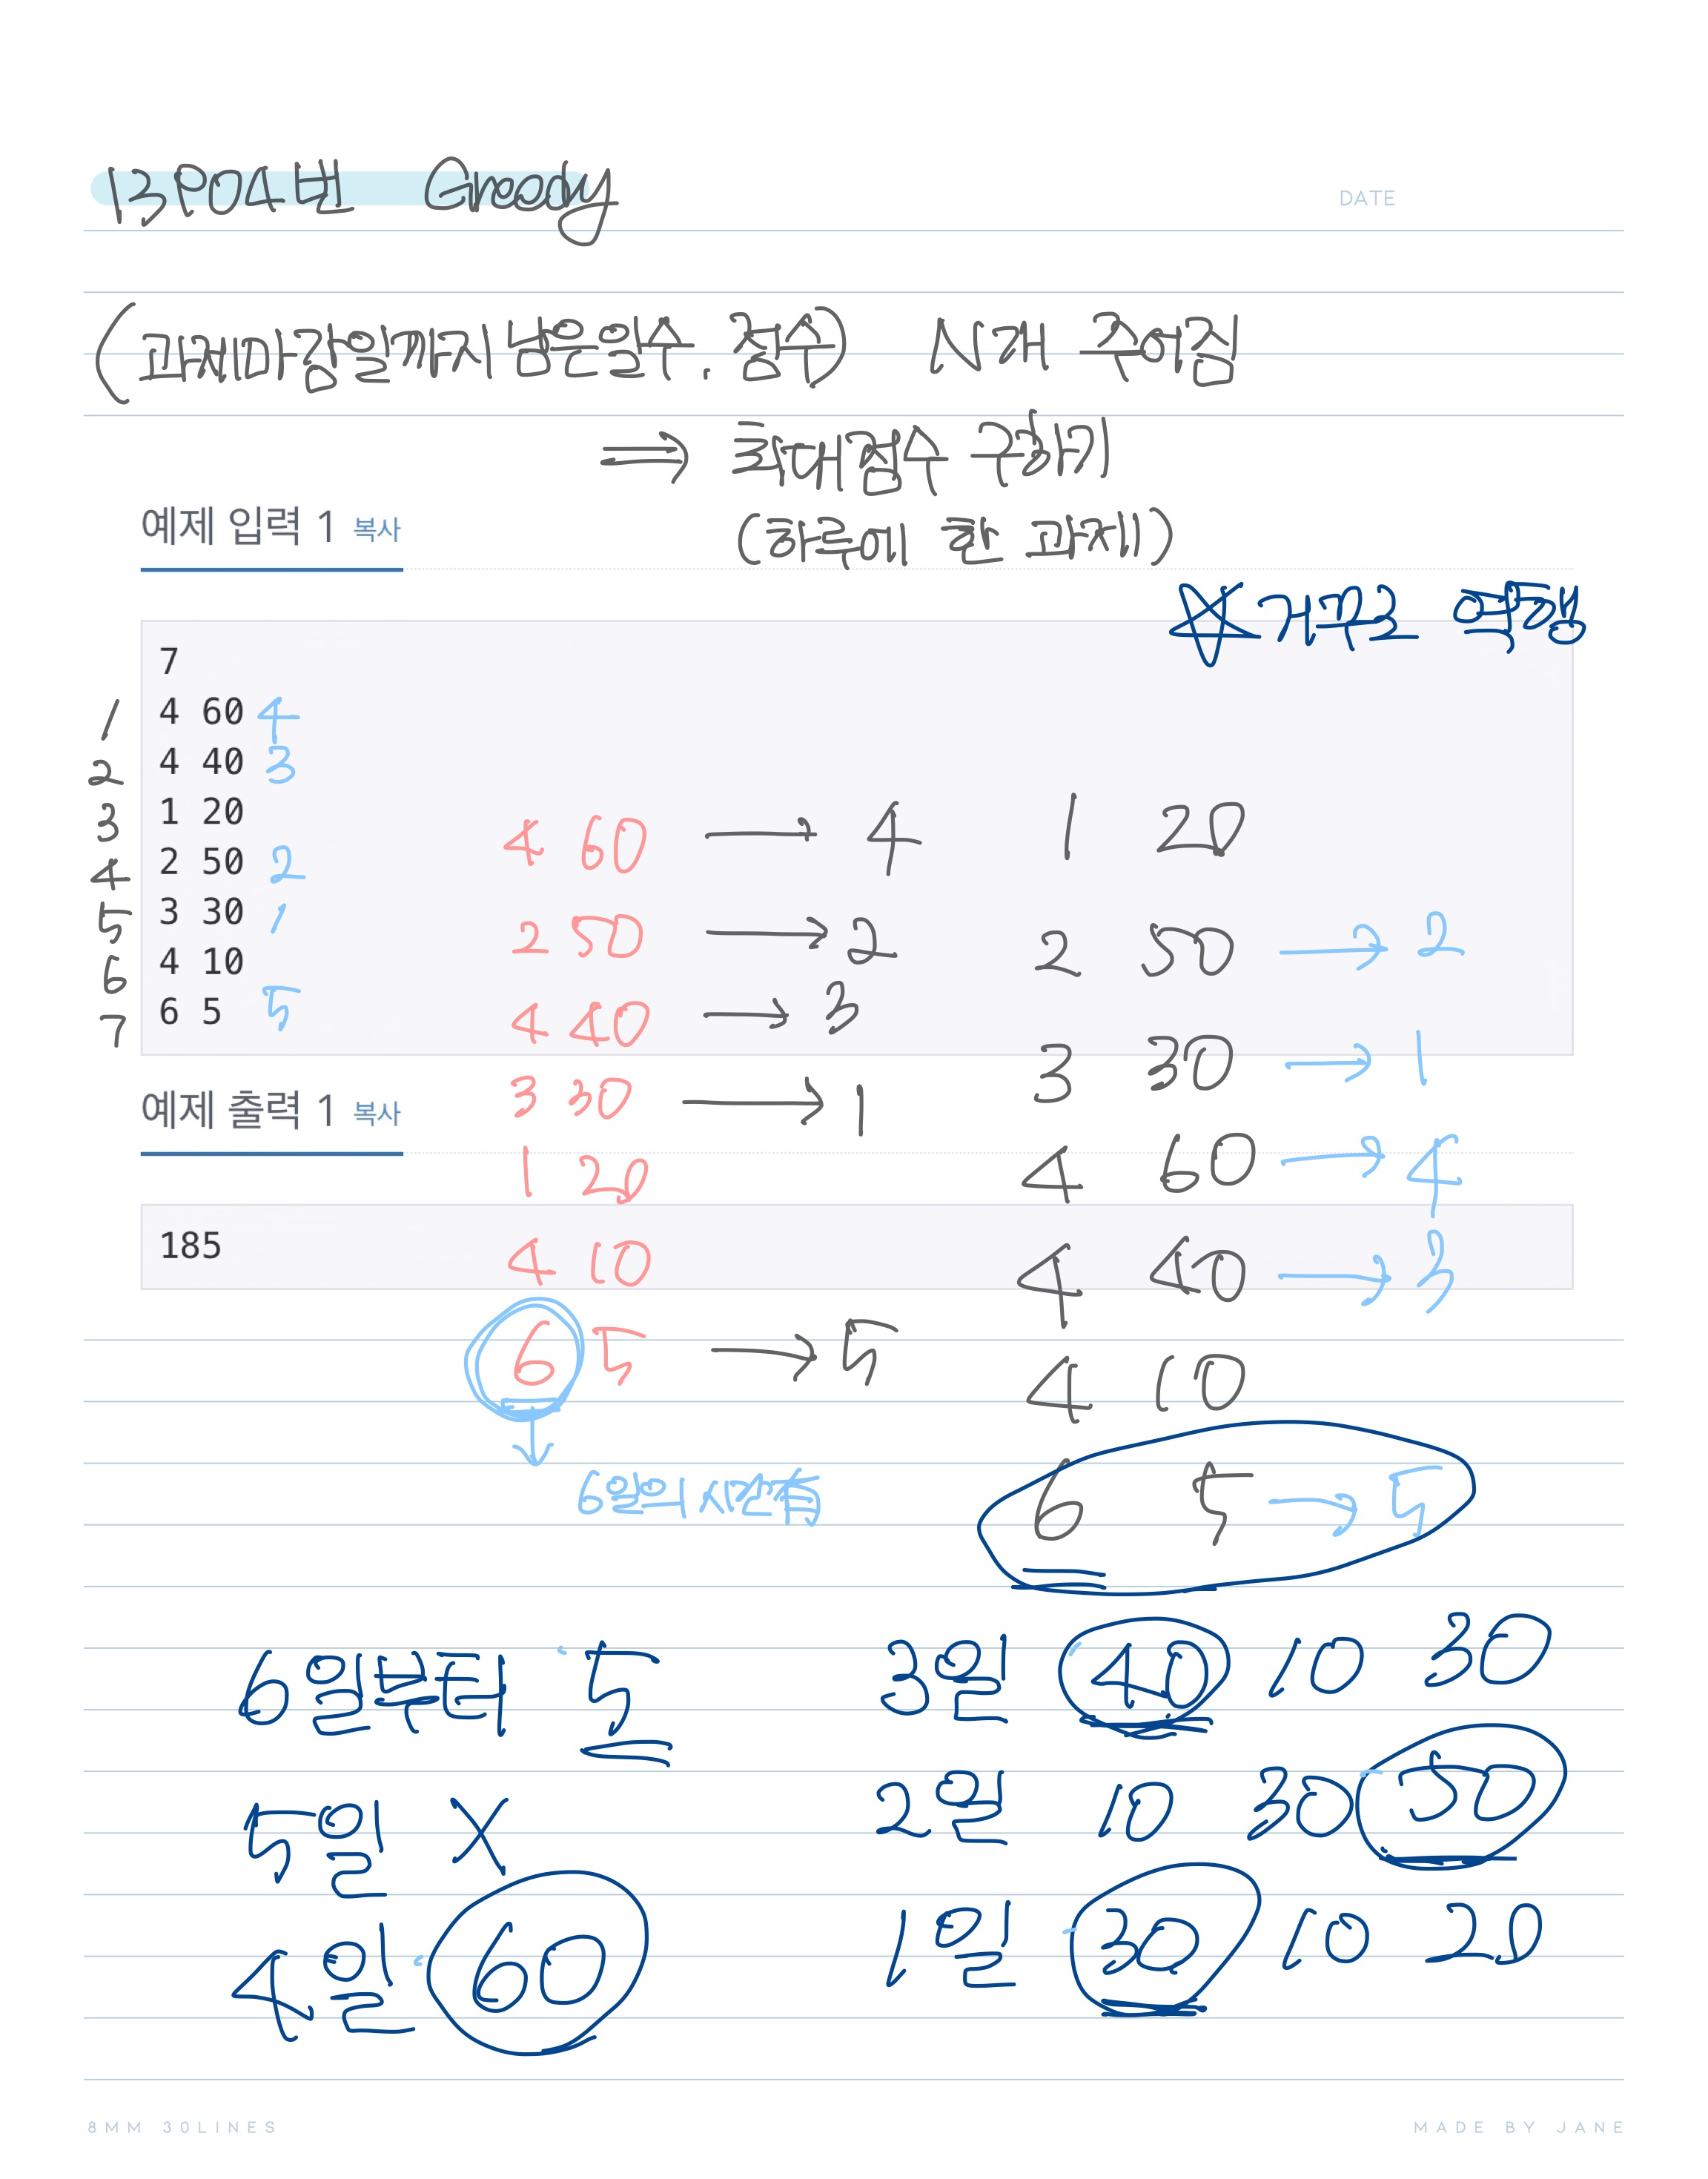 13904번 Greedy
DATE
(과제마감일까지 남은일수, 점수) N개 주어짐
⇒ 최대점수 구하기
예제 입력 1 복사
(하루에 한 과제)
☆ 거꾸로 역행
7
1 4 60 4
2 4 40 3
3 1 20
4 2 50 2
5 3 30 1
6 4 10
7 6 5 5
4 60 → 4
2 50 → 2
4 40 → 3
3 30 → 1
1 20
4 10
6 5 → 5
6일의 시간有
1 20
2 50 → 2
3 30 → 1
4 60 → 4
4 40 → 3
4 10
6 5 → 5
예제 출력 1 복사
185
6일부터 5
5일 X
4일 60
3일 40 10 30
2일 10 30 50
1일 30 10 20
8MM 30LINES
MADE BY JANE